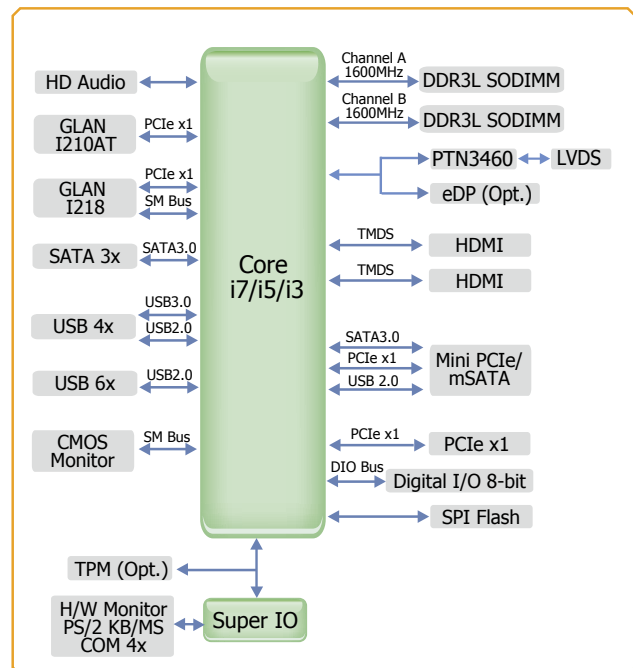 HD Audio
GLAN
I210AT
PCIe x1
GLAN
I218
PCIe x1
SM Bus
SATA 3x
SATA3.0
USB 4x
USB3.0
USB2.0
USB 6x
USB2.0
CMOS
Monitor
SM Bus
Core
i7/i5/i3
Channel A
1600MHz
DDR3L SODIMM
Channel B
1600MHz
DDR3L SODIMM
PTN3460
LVDS
eDP (Opt.)
TMDS
HDMI
TMDS
HDMI
SATA3.0
PCIe x1
USB 2.0
Mini PCIe/
mSATA
PCIe x1
PCIe x1
DIO Bus
Digital I/O 8-bit
SPI Flash
TPM (Opt.)
H/W Monitor
PS/2 KB/MS
COM 4x
Super IO